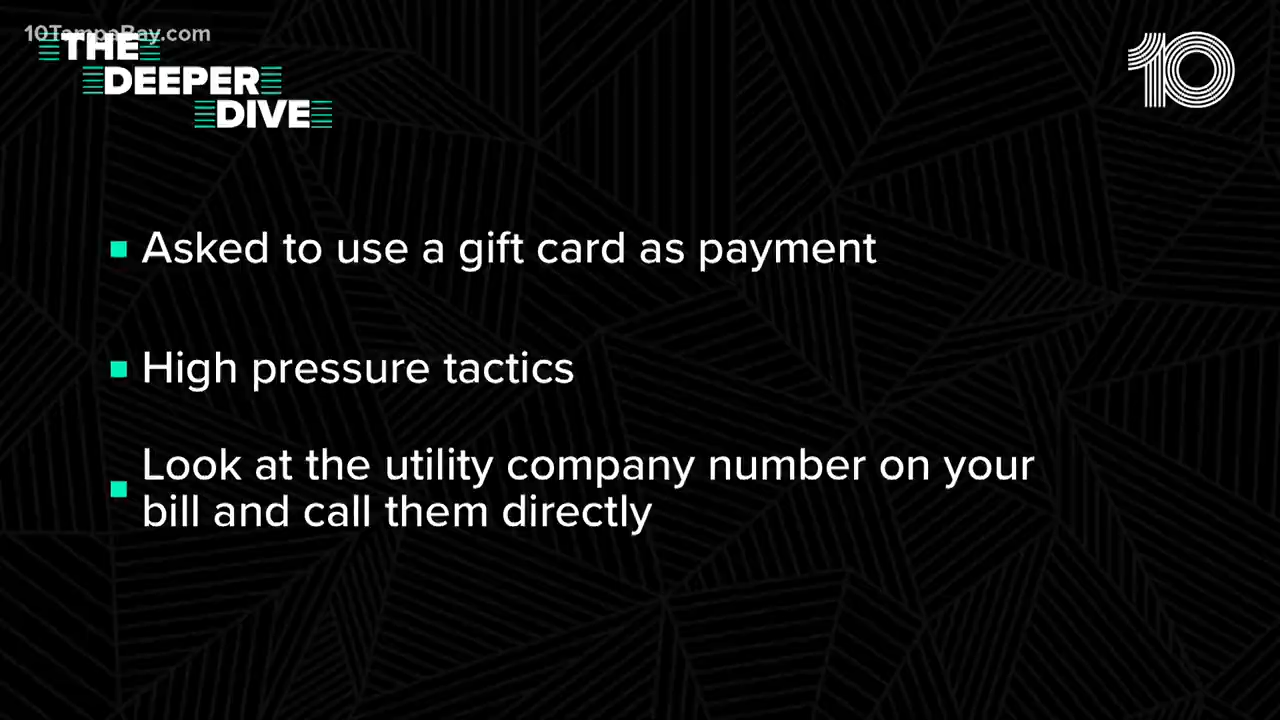 10TampaBay.com
THE
DEEPER
DIVE
10
Asked to use a gift card as payment
High pressure tactics
Look at the utility company number on your
bill and call them directly